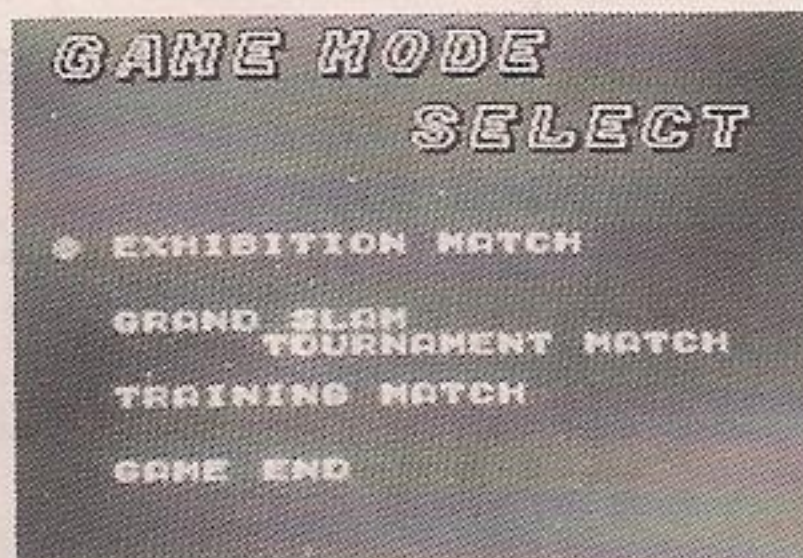 GAME MODE
SELECT
EXHIBITION MATCH
GRAND SLAM
TOURNAMENT MATCH
TRAINING MATCH
GAME END